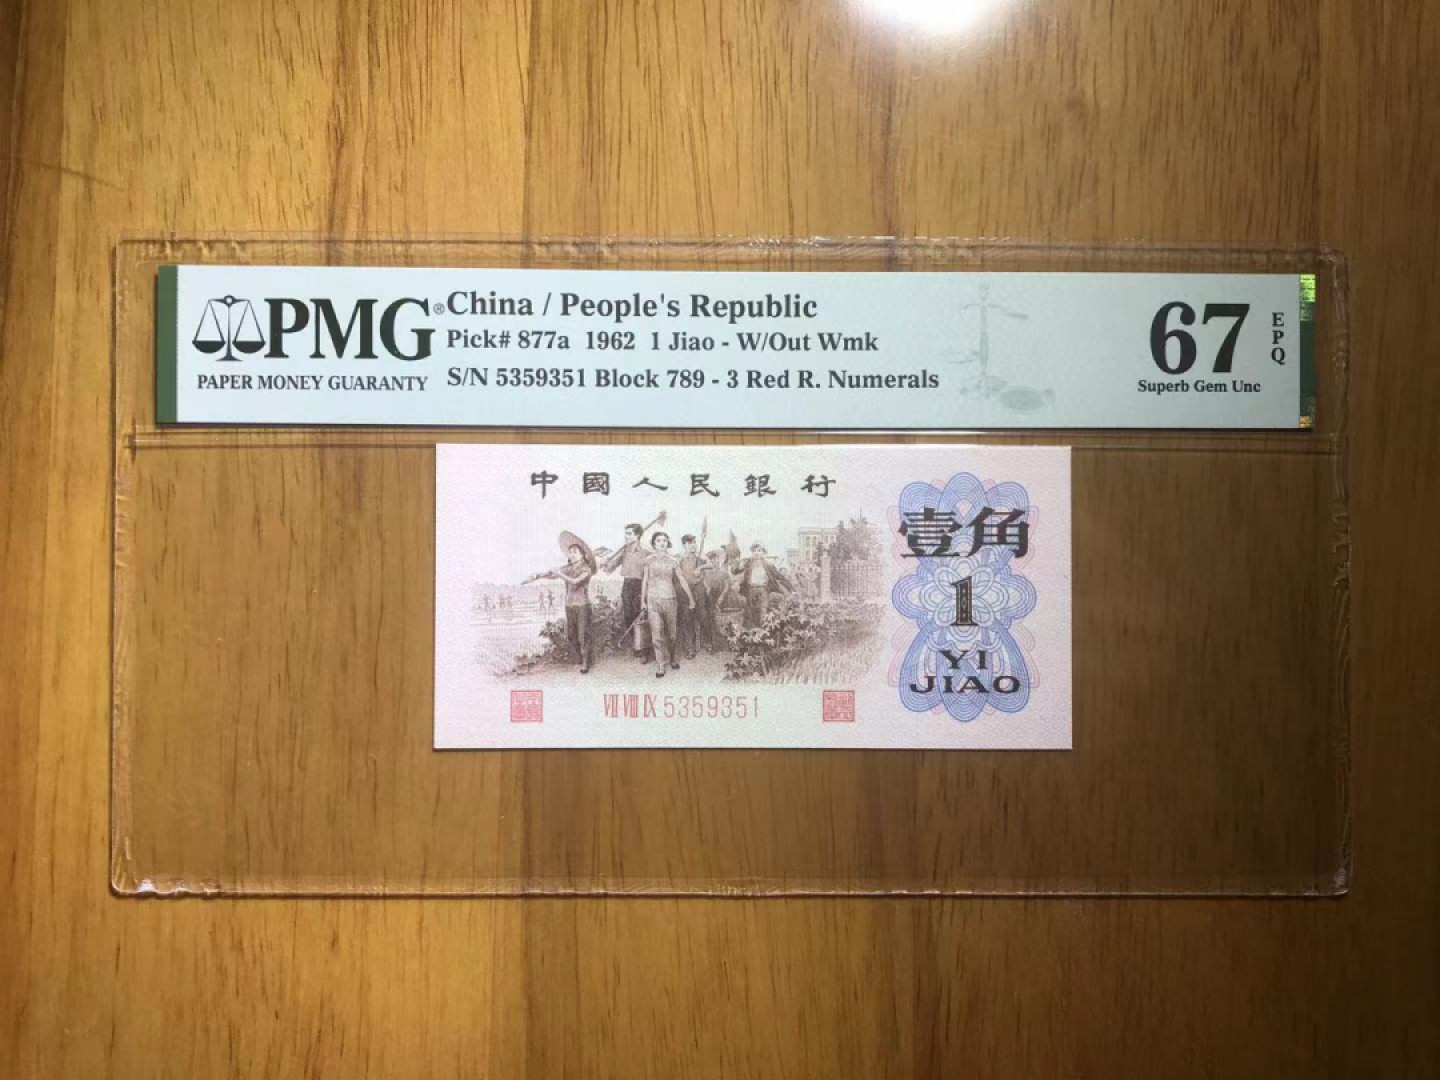 PMG®
PAPER MONEY GUARANTY
China / People's Republic
Pick# 877a 1962 1 Jiao - W/Out Wmk
S/N 5359351 Block 789 - 3 Red R. Numerals
67
EPQ
Superb Gem Unc
中國人民銀行
壹角
1
YI
JIAO
VII VIII IX 5359351